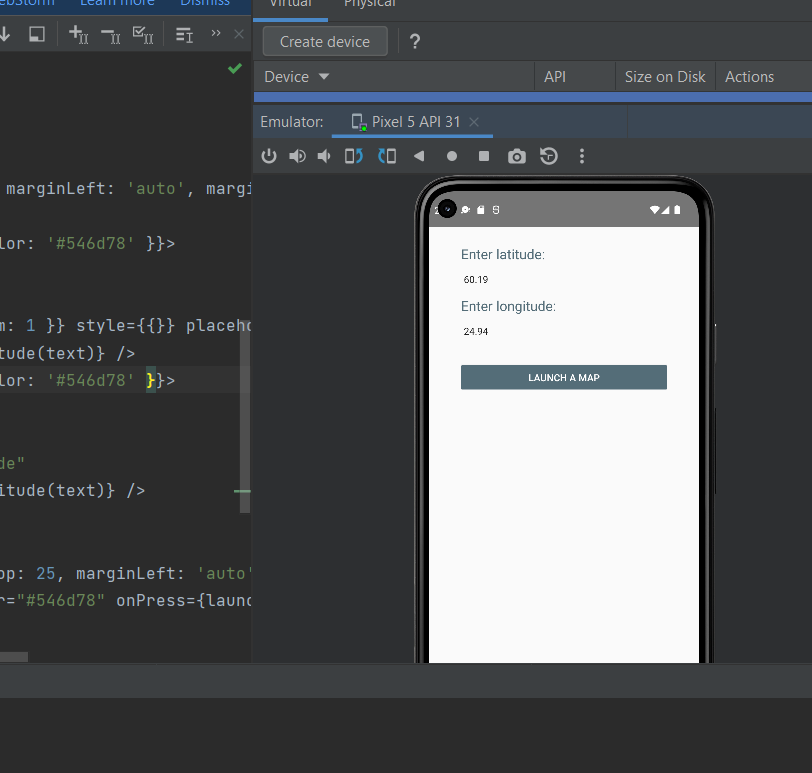 Learn more
Dismiss
Virtual
Physical
Create device
?
Device
API
Size on Disk
Actions
Emulator:
Pixel 5 API 31
marginLeft: 'auto', margi
lor: '#546d78' }}>
m: 1 }} style={{}} placeho
tude(text)} />
lor: '#546d78' }}>
de"
itude(text)} />
op: 25, marginLeft: 'auto'
r="#546d78" onPress={laun
Enter latitude:
60.19
Enter longitude:
24.94
LAUNCH A MAP